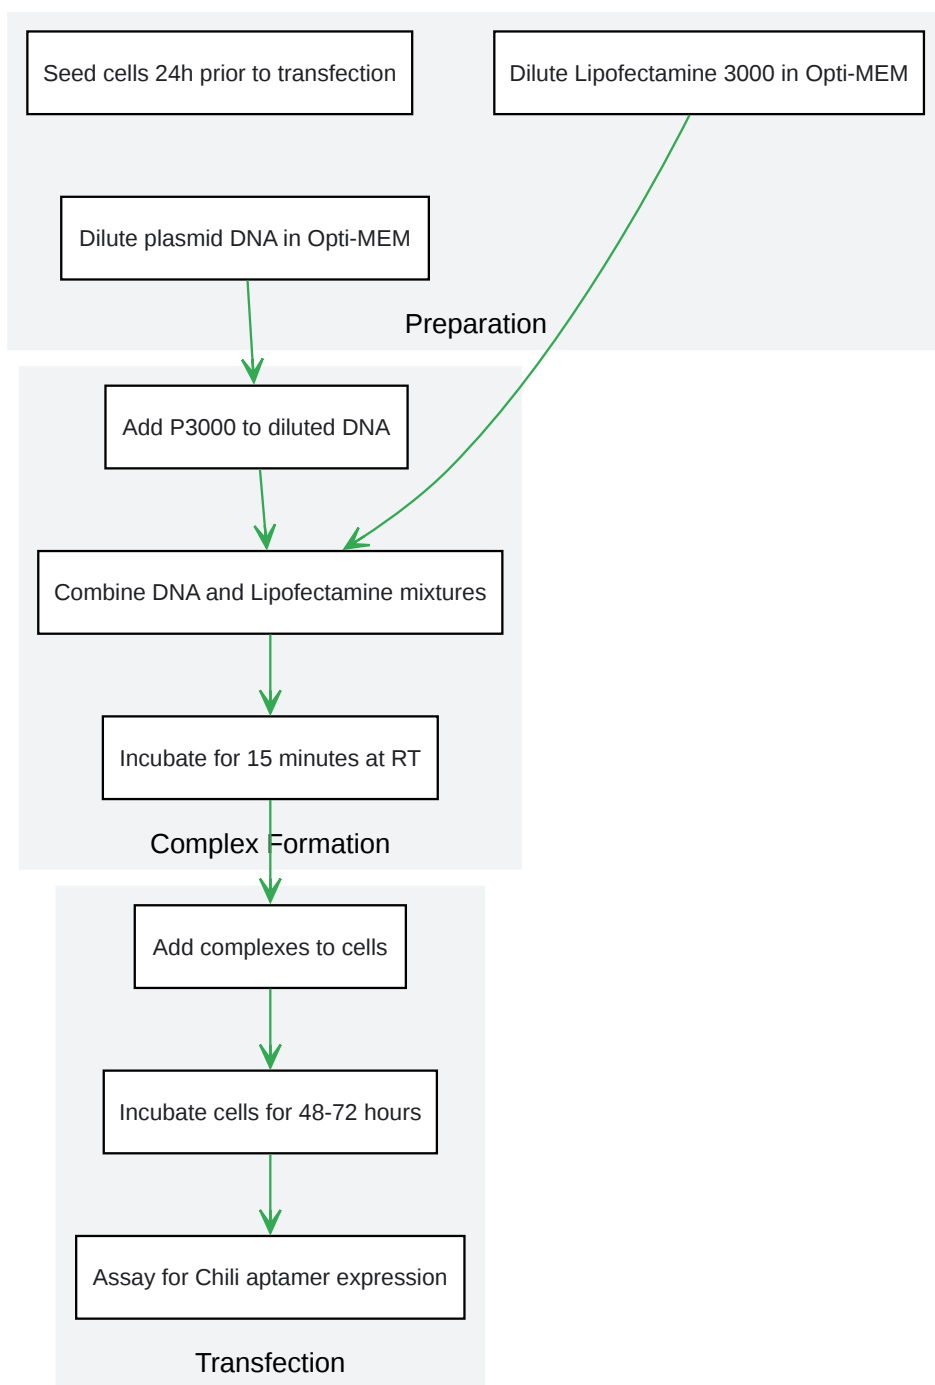 Seed cells 24h prior to transfection
Dilute Lipofectamine 3000 in Opti-MEM
Dilute plasmid DNA in Opti-MEM
Preparation
Add P3000 to diluted DNA
Combine DNA and Lipofectamine mixtures
Incubate for 15 minutes at RT
Complex Formation
Add complexes to cells
Incubate cells for 48-72 hours
Assay for Chili aptamer expression
Transfection